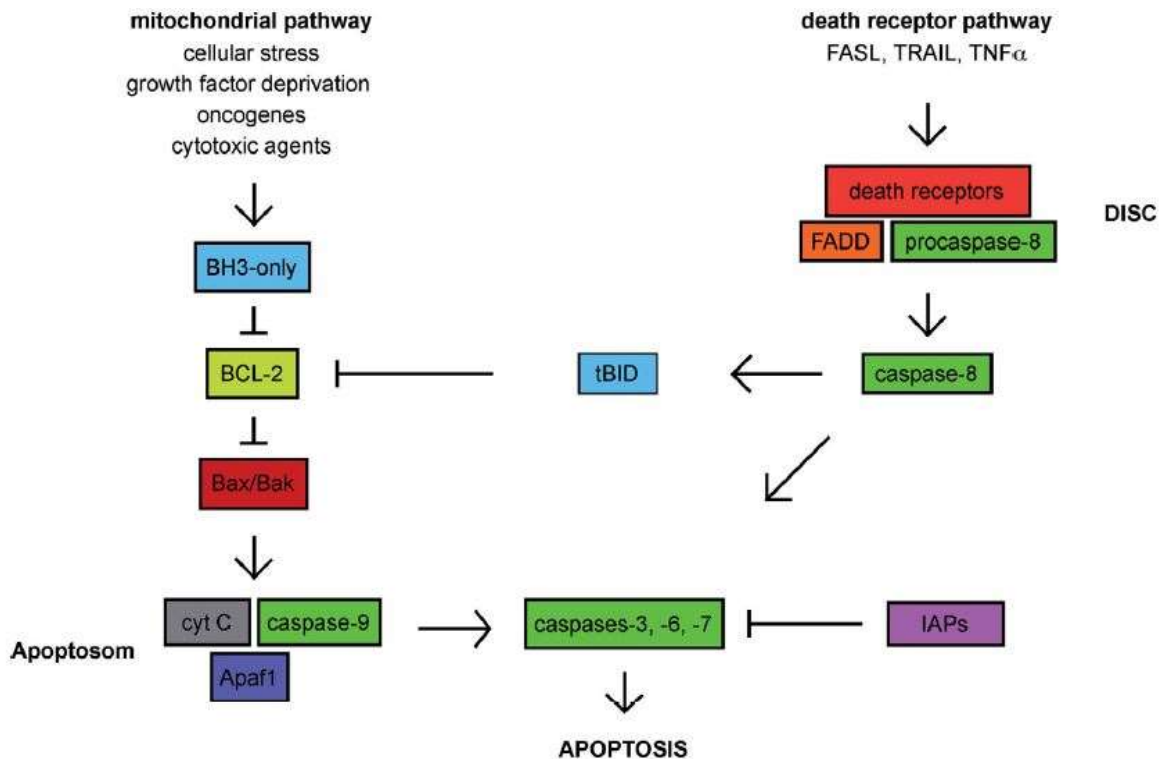 mitochondrial pathway
cellular stress
growth factor deprivation
oncogenes
cytotoxic agents
death receptor pathway
FASL, TRAIL, TNFα
death receptors
DISC
FADD
procaspase-8
BH3-only
BCL-2
tBID
caspase-8
Bax/Bak
cyt C
caspase-9
caspases-3, -6, -7
IAPs
Apoptosom
Apaf1
APOPTOSIS